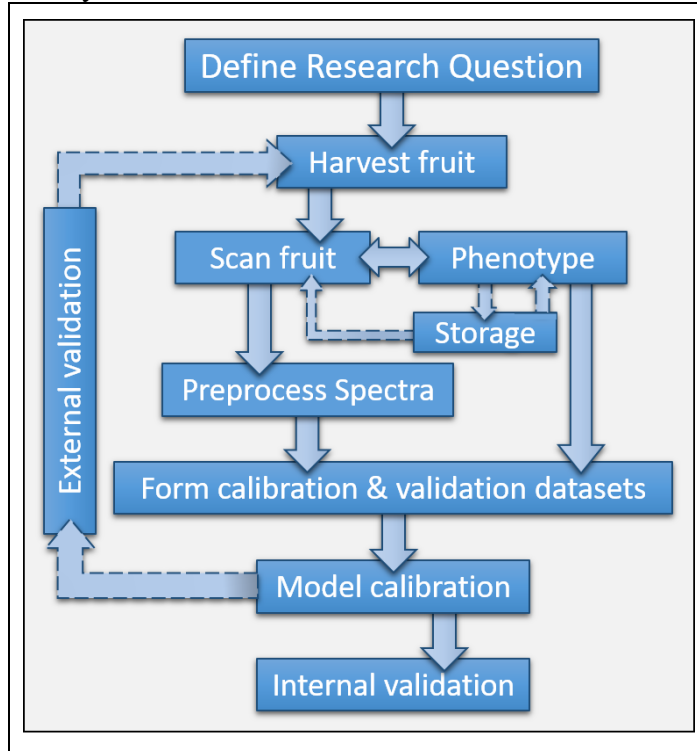 Define Research Question
Harvest fruit
Scan fruit
Phenotype
Storage
Preprocess Spectra
External validation
Form calibration & validation datasets
Model calibration
Internal validation